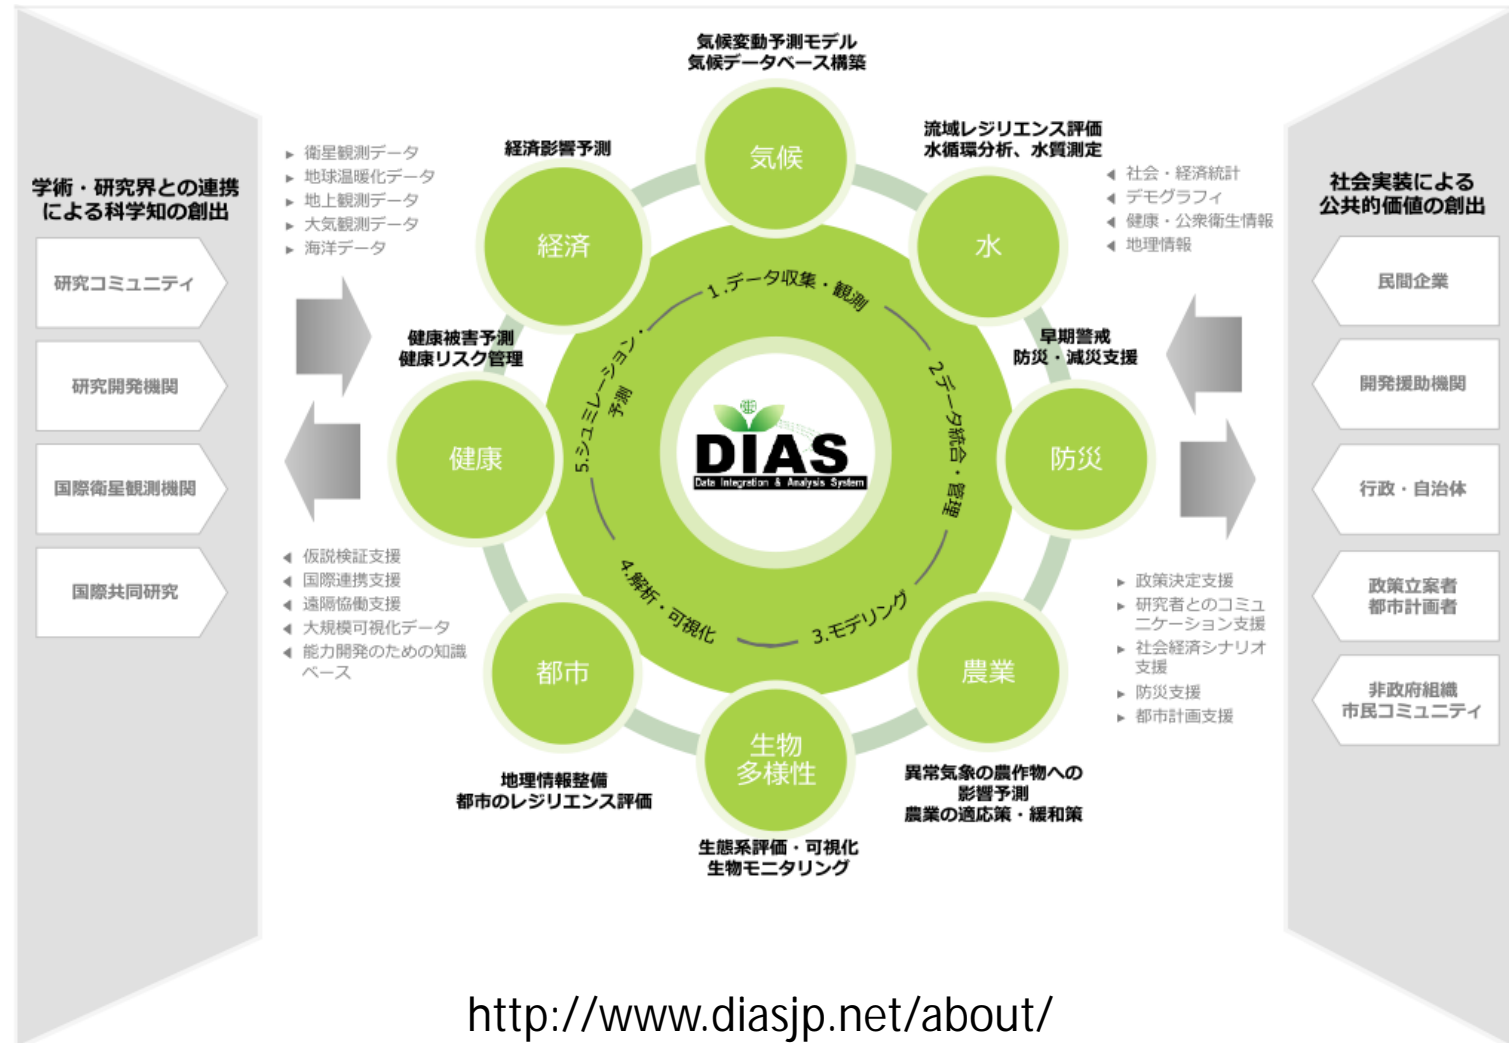 学術・研究界との連携
による科学知の創出
研究コミュニティ
研究開発機関
国際衛星観測機関
国際共同研究
衛星観測データ
地球温暖化データ
地上観測データ
大気観測データ
海洋データ
仮説検証支援
国際連携支援
遠隔協働支援
大規模可視化データ
能力開発のための知識
ベース
気候変動予測モデル
気候データベース構築
気候
流域レジリエンス評価
水循環分析、水質測定
水
早期警戒
防災・減災支援
防災
農業
異常気象の農作物への
影響予測
農業の適応策・緩和策
生物
多様性
生態系評価・可視化
生物モニタリング
都市
地理情報整備
都市のレジリエンス評価
健康被害予測
健康リスク管理
健康
経済影響予測
経済
1.データ収集・観測
2.データ統合・管理
3.モデリング
4.解析・可視化
5.シュミレーション・
予測
DIAS
Data Integration & Analysis System
社会・経済統計
デモグラフィ
健康・公衆衛生情報
地理情報
政策決定支援
研究者とのコミュ
ニケーション支援
社会経済シナリオ
支援
防災支援
都市計画支援
社会実装による
公共的価値の創出
民間企業
開発援助機関
行政・自治体
政策立案者
都市計画者
非政府組織
市民コミュニティ
http://www.diasjp.net/about/